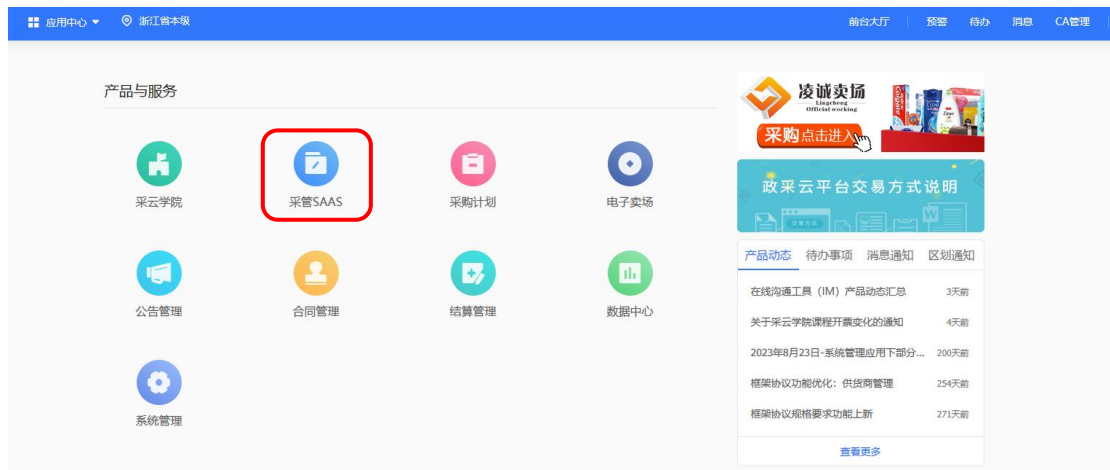 应用中心
浙江省本级
前台大厅
预警
待办
消息
CA管理
产品与服务
采云学院
采管SAAS
采购计划
电子卖场
公告管理
合同管理
结算管理
数据中心
系统管理
凌诚卖场
Lingcheng
Official working
采购点击进入
政采云平台交易方式说明
产品动态 待办事项 消息通知 区划通知
在线沟通工具（IM）产品动态汇总 3天前
关于采云学院课程开票变化的通知 4天前
2023年8月23日-系统管理应用下部分... 200天前
框架协议功能优化：供货商管理 254天前
框架协议规格要求功能上新 271天前
查看更多